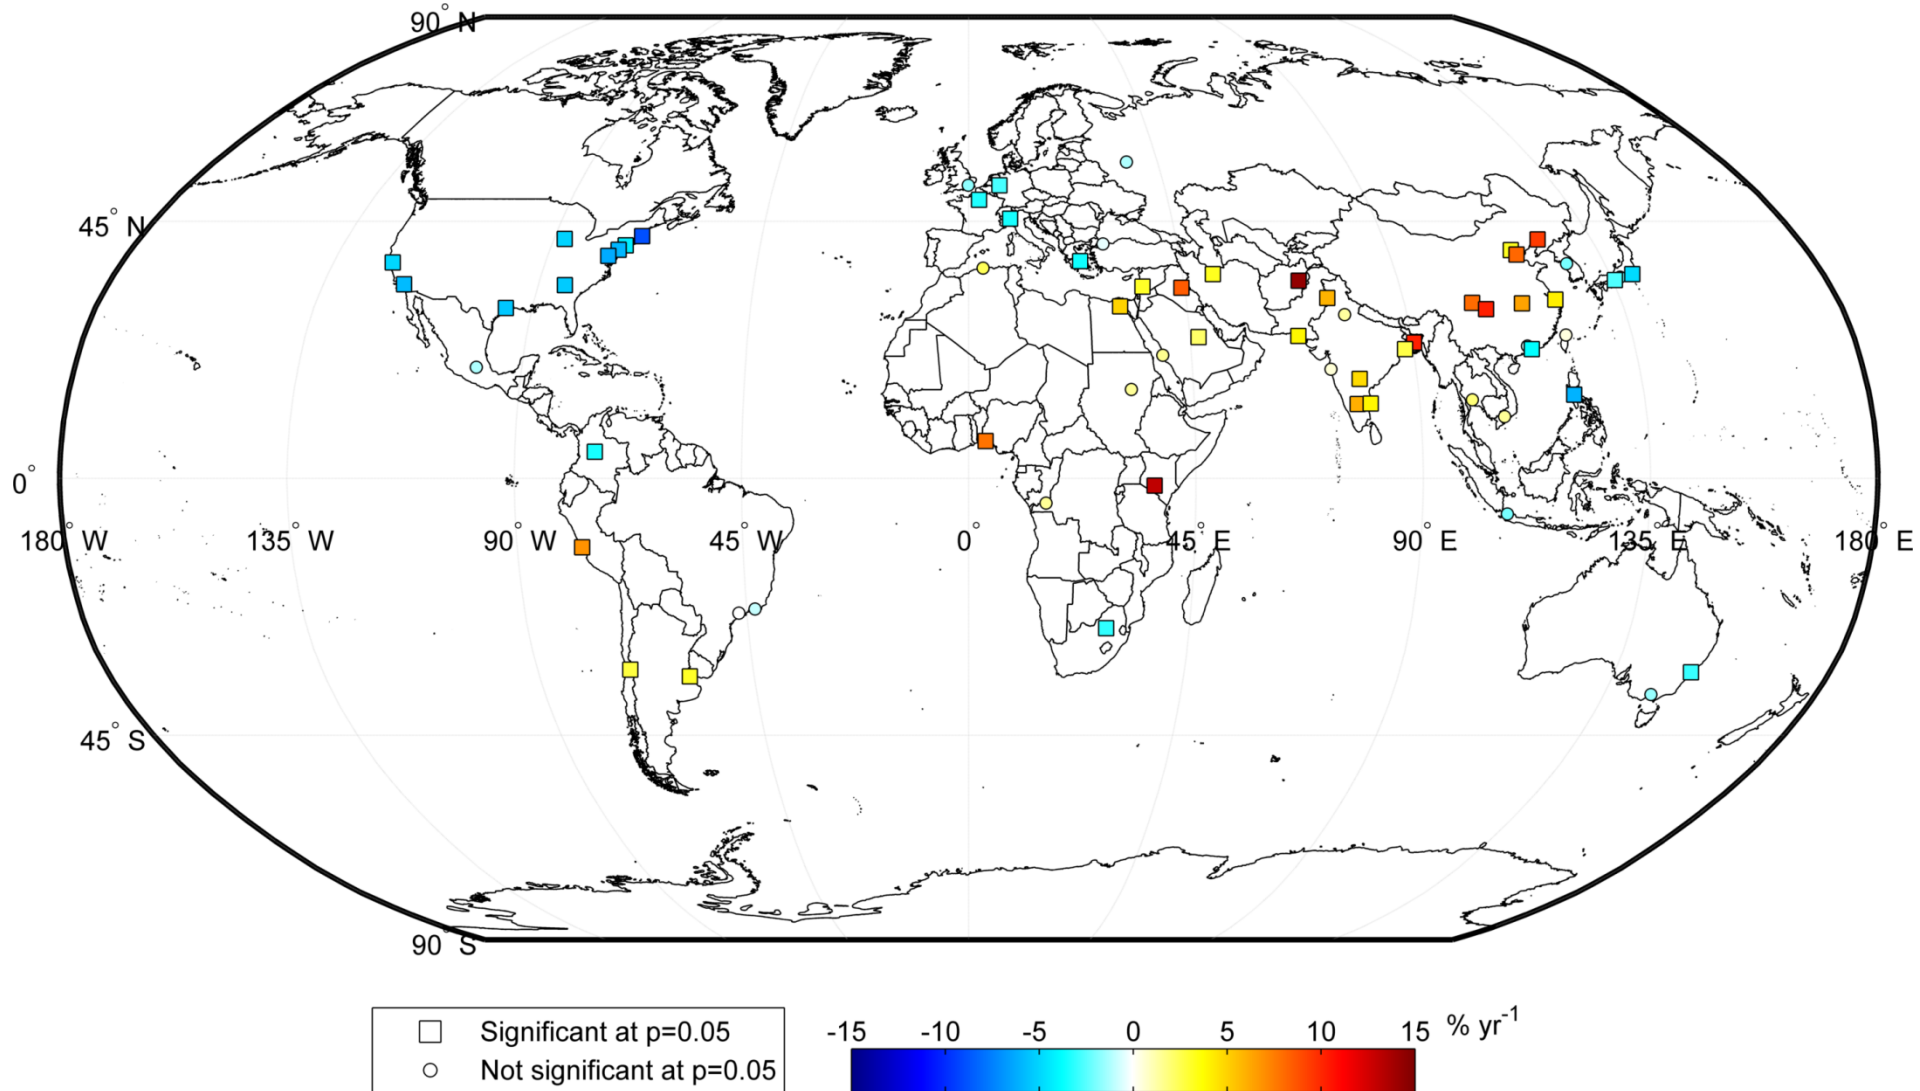 90° N
45° N
0°
180° W 135° W 90° W 45° W 0° 45° E 90° E 135° E 180° E
45° S
90° S
-15 -10 -5 0 5 10 15 % yr⁻¹
Significant at p=0.05
Not significant at p=0.05